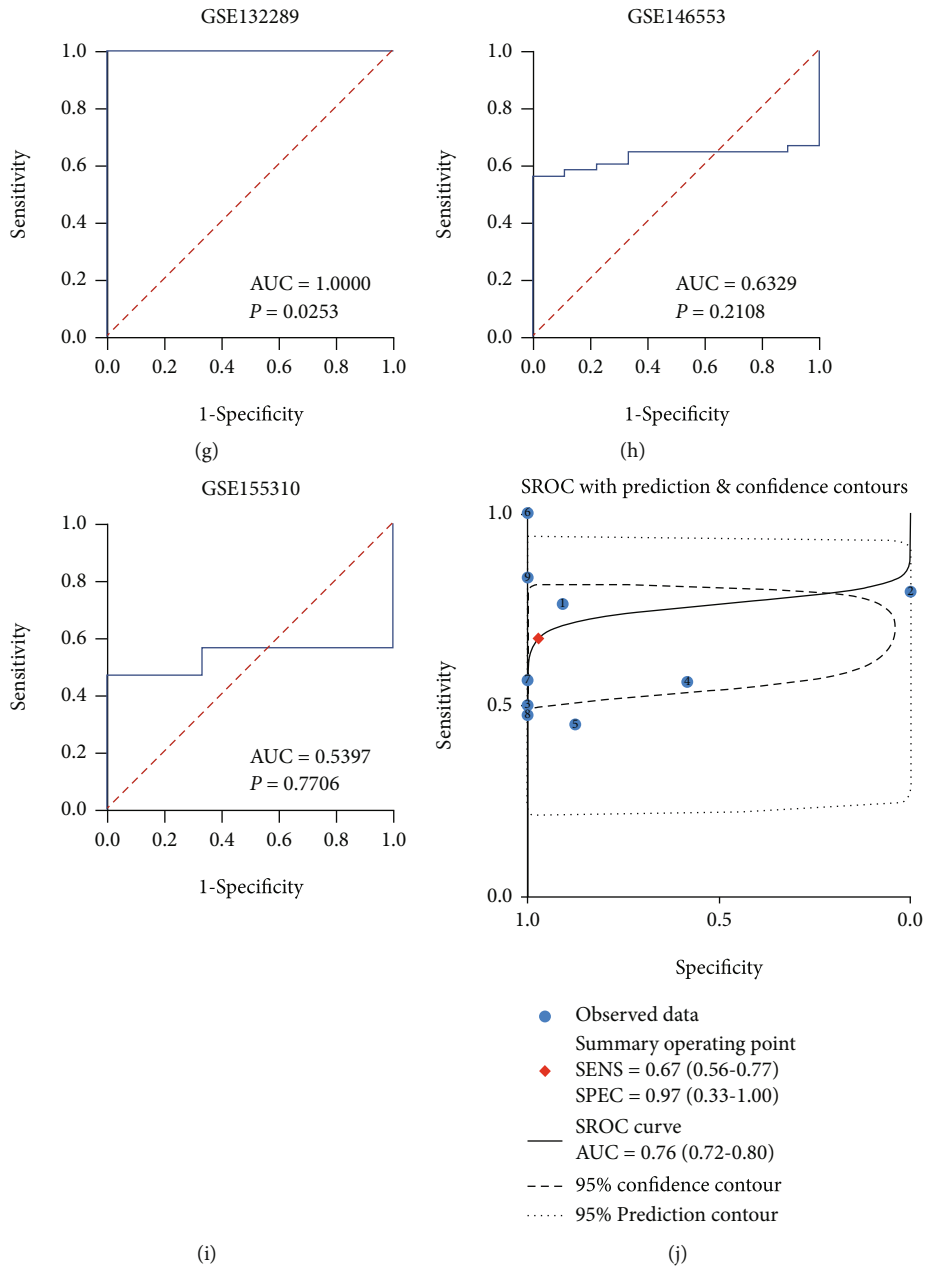 GSE132289
1.0
0.8
0.6
0.4
0.2
0.0
Sensitivity
AUC = 1.0000
P = 0.0253
0.0 0.2 0.4 0.6 0.8 1.0
1-Specificity
(g)
GSE146553
1.0
0.8
0.6
0.4
0.2
0.0
Sensitivity
AUC = 0.6329
P = 0.2108
0.0 0.2 0.4 0.6 0.8 1.0
1-Specificity
(h)
GSE155310
1.0
0.8
0.6
0.4
0.2
0.0
Sensitivity
AUC = 0.5397
P = 0.7706
0.0 0.2 0.4 0.6 0.8 1.0
1-Specificity
(i)
SROC with prediction & confidence contours
1.0
0.5
0.0
Sensitivity
6
9
1
2
7
4
3
8
5
1.0 0.5 0.0
Specificity
Observed data
Summary operating point
SENS = 0.67 (0.56-0.77)
SPEC = 0.97 (0.33-1.00)
SROC curve
AUC = 0.76 (0.72-0.80)
95% confidence contour
95% Prediction contour
(j)